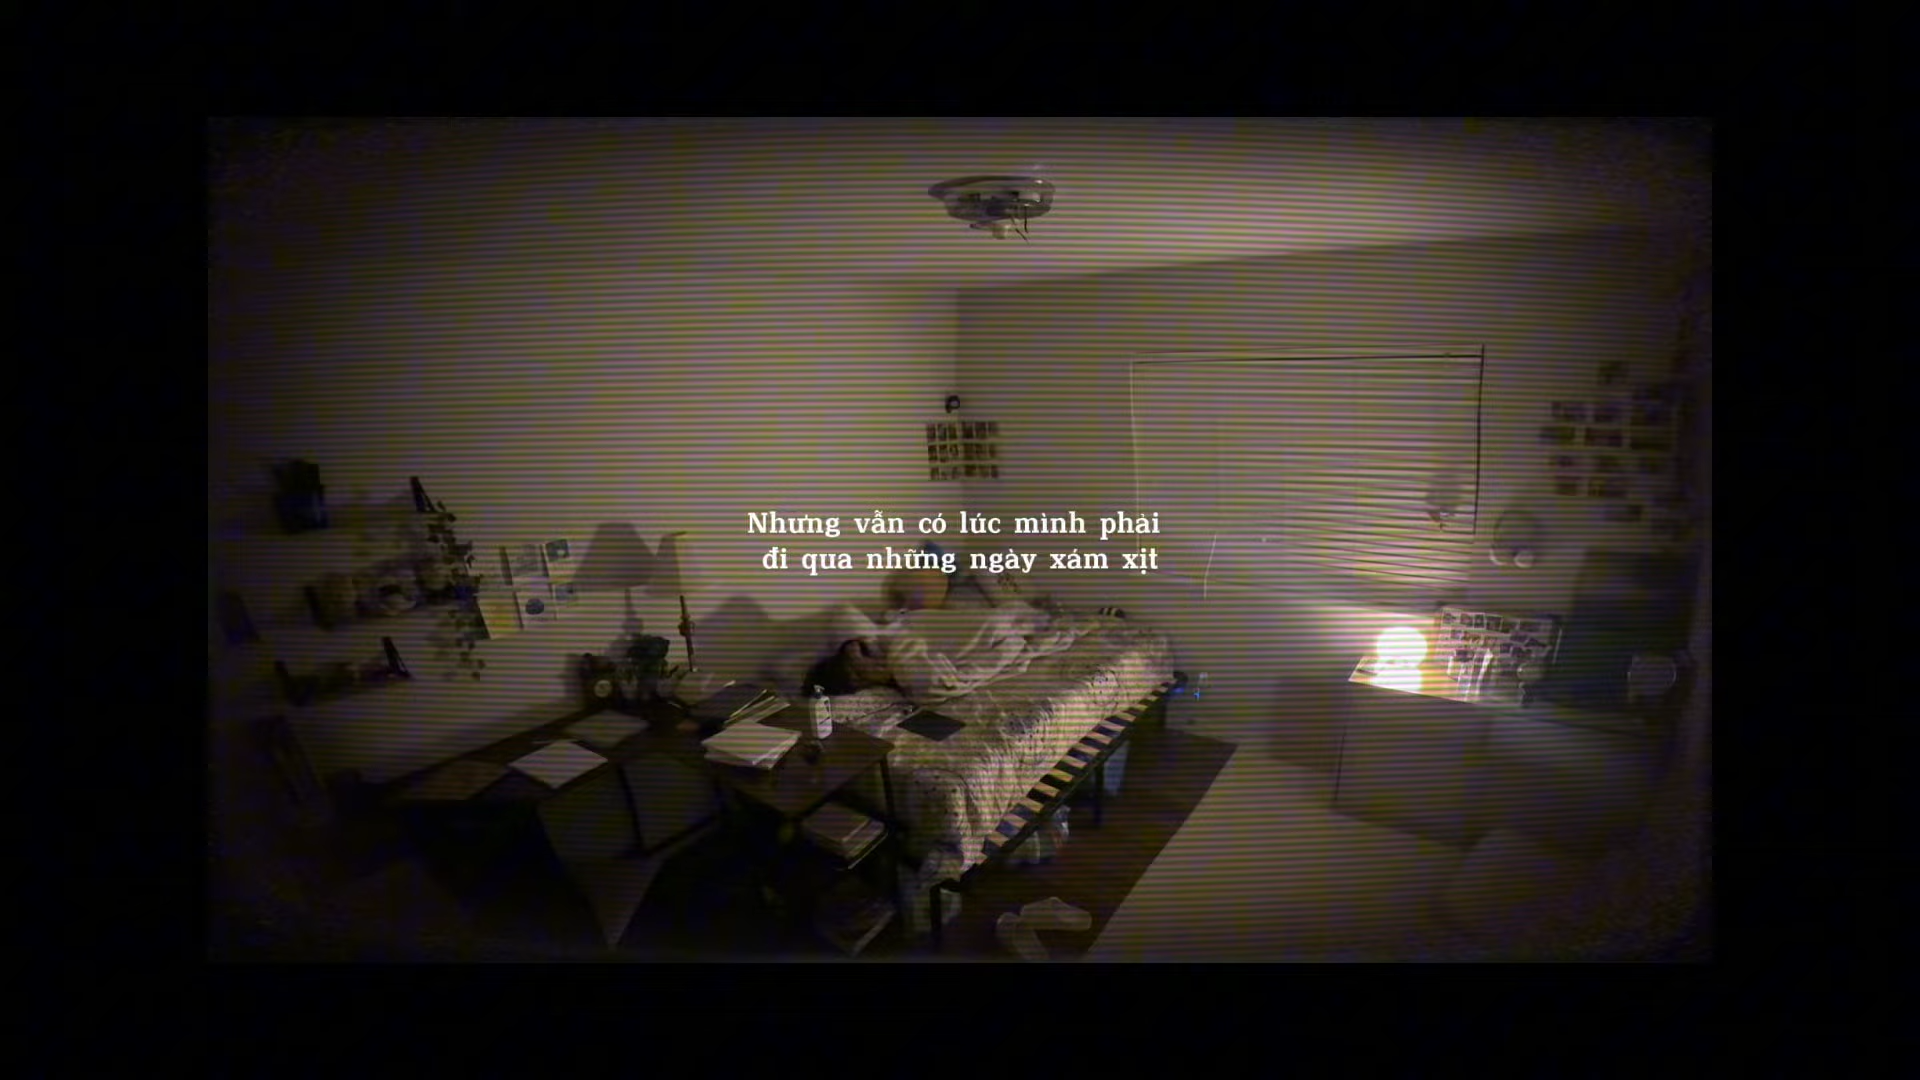 Nhưng vẫn có lúc mình phải
đi qua những ngày xám xịt